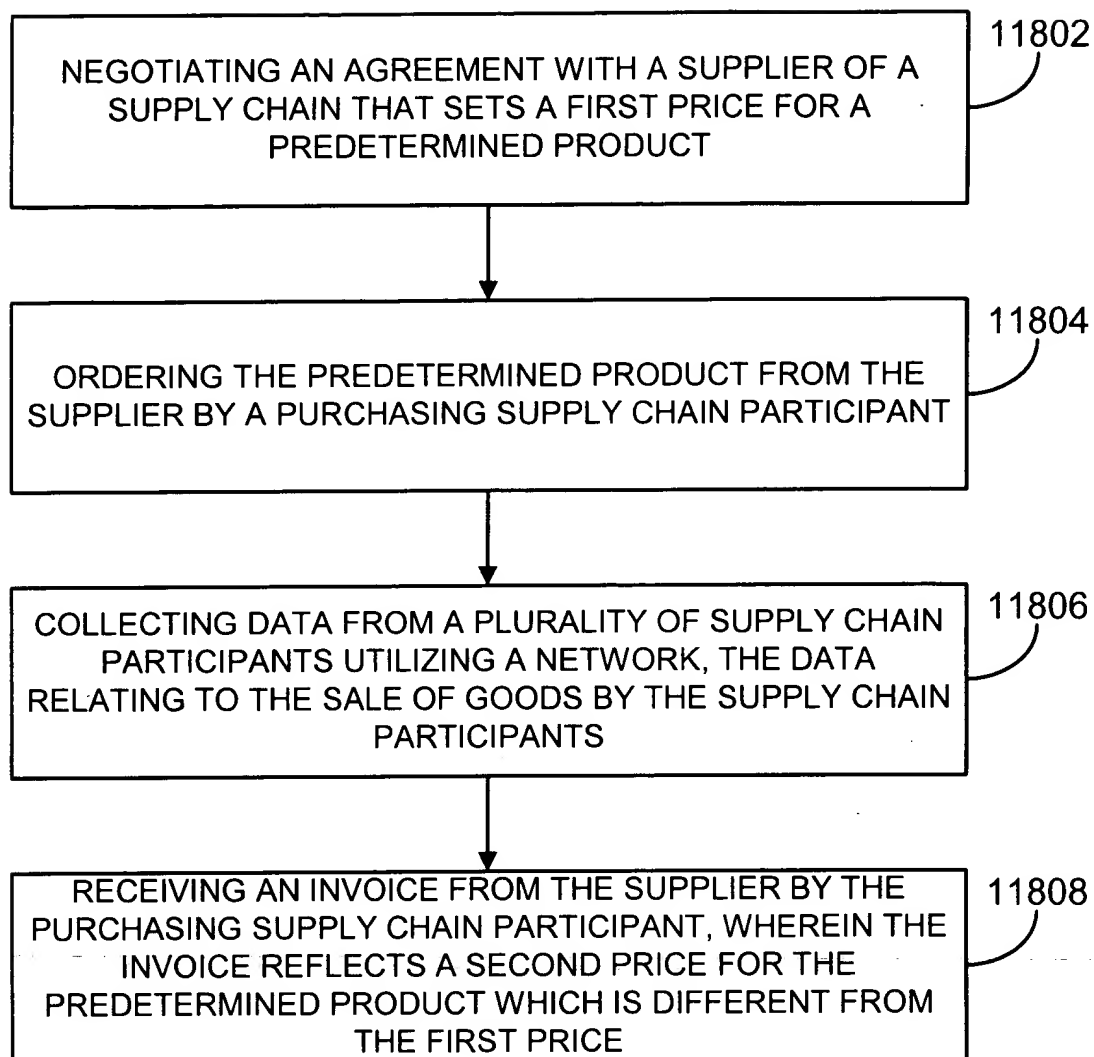 11802
NEGOTIATING AN AGREEMENT WITH A SUPPLIER OF A
SUPPLY CHAIN THAT SETS A FIRST PRICE FOR A
PREDETERMINED PRODUCT
11804
ORDERING THE PREDETERMINED PRODUCT FROM THE
SUPPLIER BY A PURCHASING SUPPLY CHAIN PARTICIPANT
11806
COLLECTING DATA FROM A PLURALITY OF SUPPLY CHAIN
PARTICIPANTS UTILIZING A NETWORK, THE DATA
RELATING TO THE SALE OF GOODS BY THE SUPPLY CHAIN
PARTICIPANTS
11808
RECEIVING AN INVOICE FROM THE SUPPLIER BY THE
PURCHASING SUPPLY CHAIN PARTICIPANT, WHEREIN THE
INVOICE REFLECTS A SECOND PRICE FOR THE
PREDETERMINED PRODUCT WHICH IS DIFFERENT FROM
THE FIRST PRICE